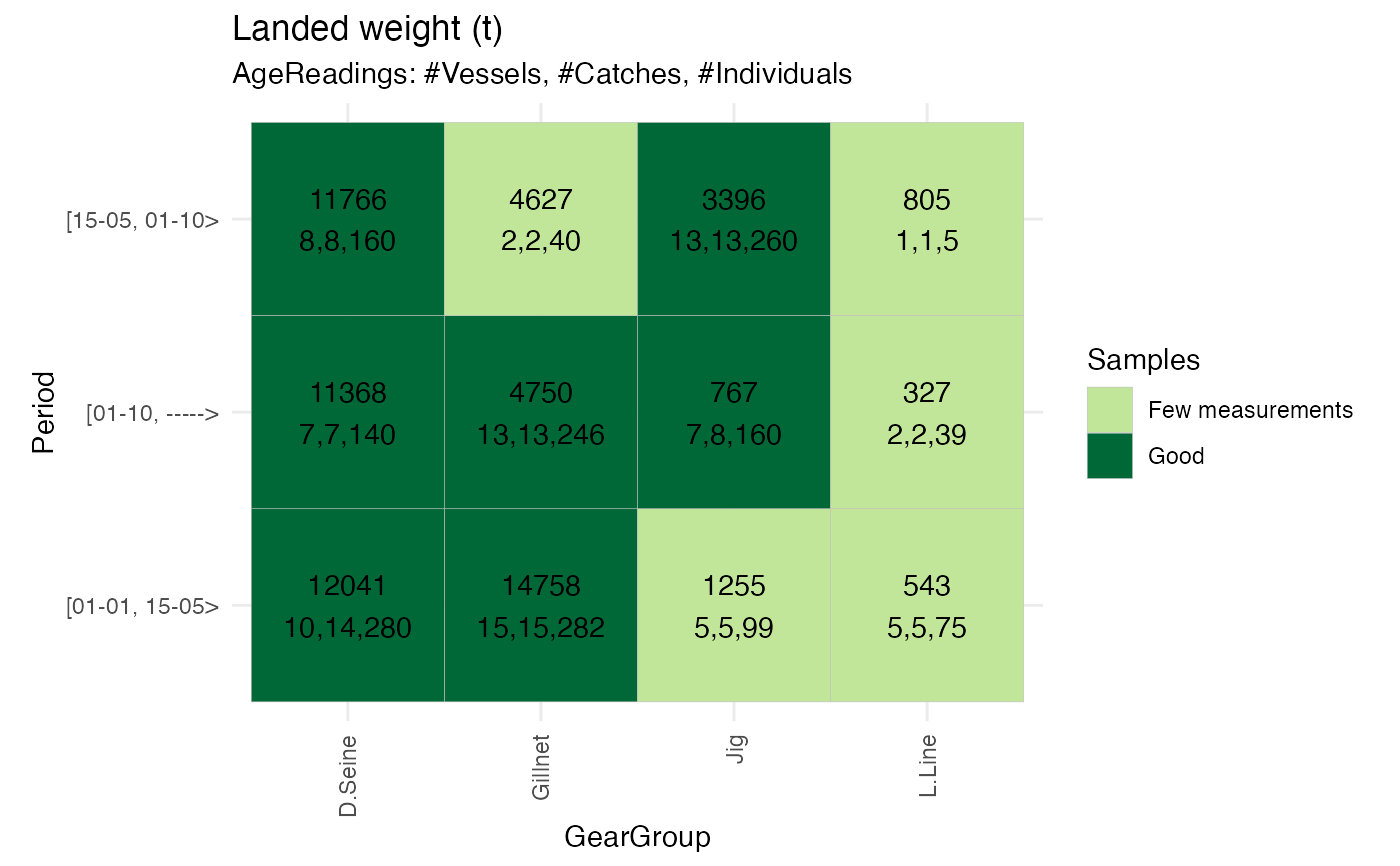 Landed weight (t)
AgeReadings: #Vessels, #Catches, #Individuals
Period
[15-05, 01-10>
11766
8,8,160
4627
2,2,40
3396
13,13,260
805
1,1,5
[01-10, ----->
11368
7,7,140
4750
13,13,246
767
7,8,160
327
2,2,39
[01-01, 15-05>
12041
10,14,280
14758
15,15,282
1255
5,5,99
543
5,5,75
D.Seine
Gillnet
Jig
L.Line
GearGroup
Samples
Few measurements
Good